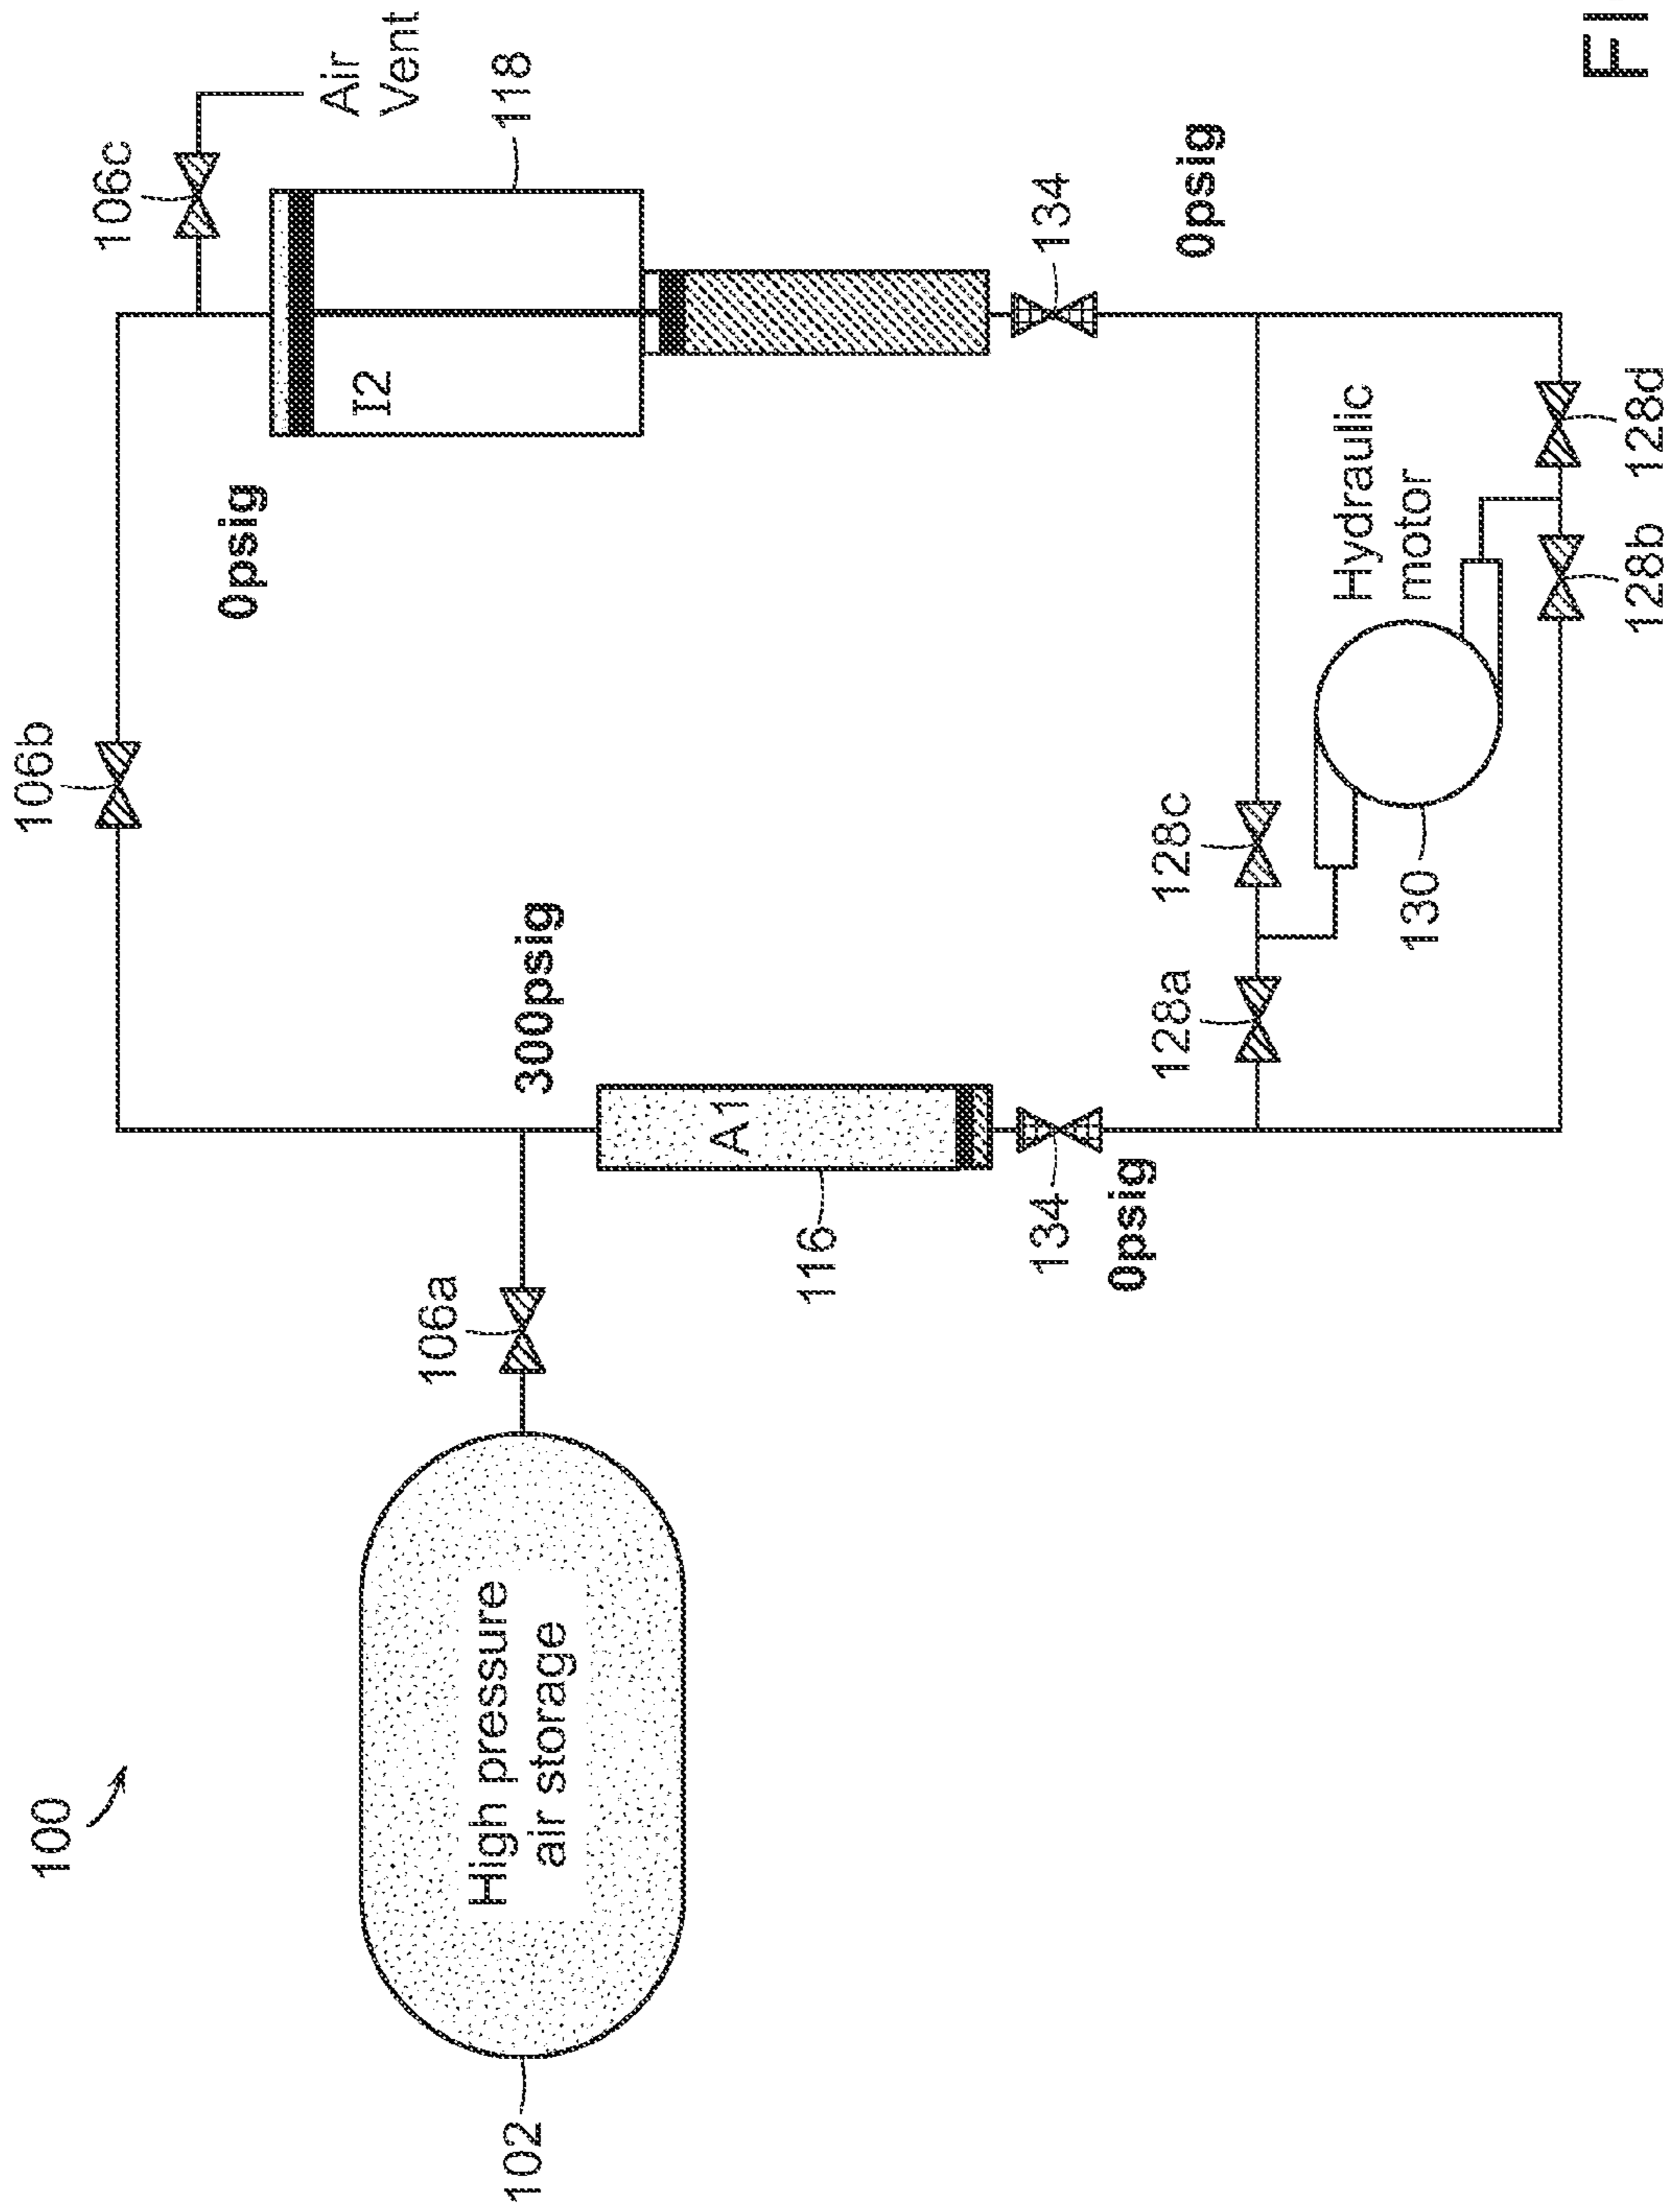 100
106b
106c
0psig
Air
Vent
I2
106a
300psig
118
102
High pressure
air storage
A1
116
134
134
0psig
0psig
128a
128c
Hydraulic
motor
130
128b
128d
FI